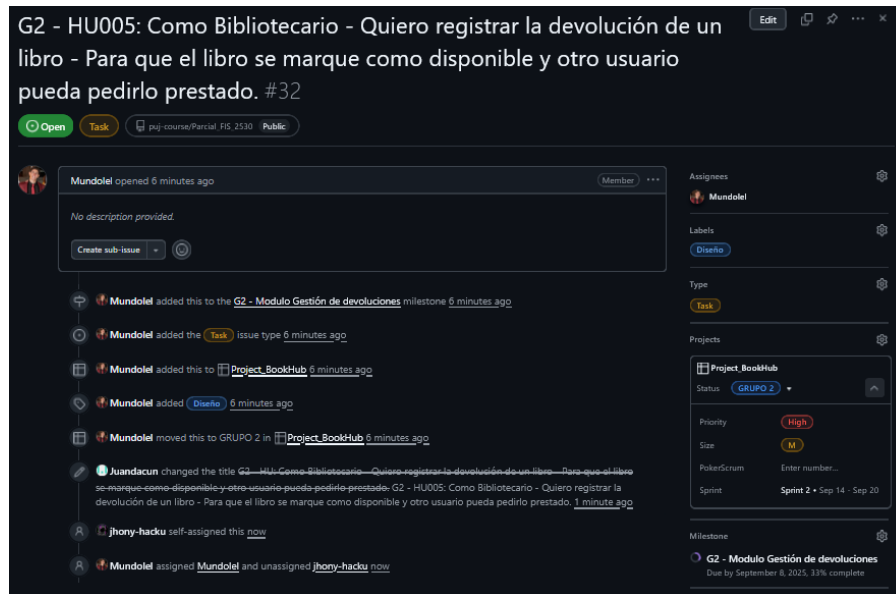 G2 - HU005: Como Bibliotecario - Quiero registrar la devolución de un
libro - Para que el libro se marque como disponible y otro usuario
pueda pedirlo prestado. #32
Edit
Open
Task
puj-course/Parcial_FIS_2530 Public
Mundolel opened 6 minutes ago
Member
No description provided.
Create sub-issue
Mundolel added this to the G2 - Modulo Gestión de devoluciones milestone 6 minutes ago
Mundolel added the Task issue type 6 minutes ago
Mundolel added this to Project_BookHub 6 minutes ago
Mundolel added Diseño 6 minutes ago
Mundolel moved this to GRUPO 2 in Project_BookHub 6 minutes ago
Juandacun changed the title G2 - HU: Como Bibliotecario - Quiero registrar la devolución de un libro - Para que el libro
se marque como disponible y otro usuario pueda pedirlo prestado. G2 - HU005: Como Bibliotecario - Quiero registrar la
devolución de un libro - Para que el libro se marque como disponible y otro usuario pueda pedirlo prestado. 1 minute ago
jhony-hacku self-assigned this now
Mundolel assigned Mundolel and unassigned jhony-hacku now
Assignees
Mundolel
Labels
Diseño
Type
Task
Projects
Project_BookHub
Status GRUPO 2
Priority High
Size M
PokerScrum Enter number...
Sprint Sprint 2 • Sep 14 - Sep 20
Milestone
G2 - Modulo Gestión de devoluciones
Due by September 8, 2025, 33% complete